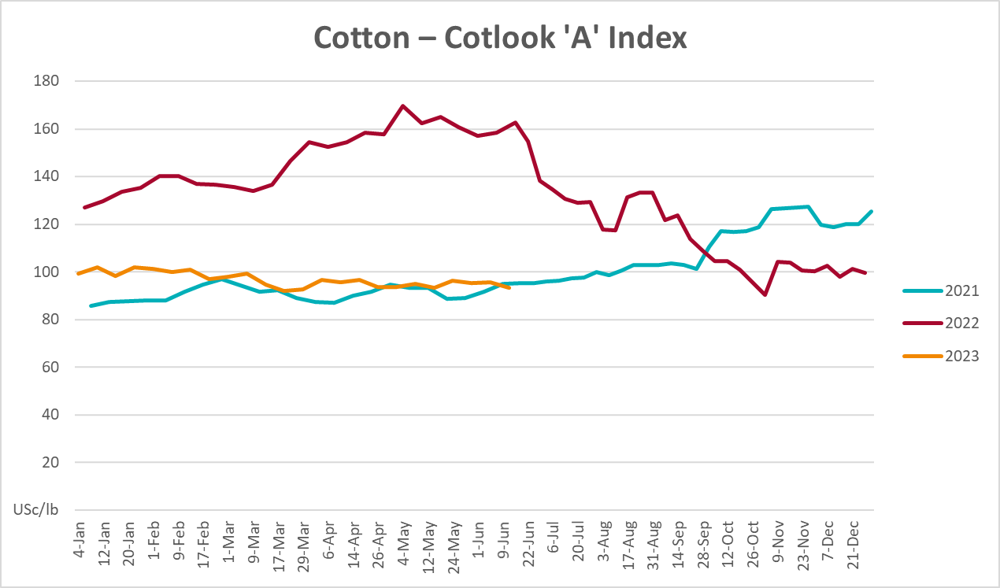 Cotton – Cotlook 'A' Index
180
160
140
120
100
80
60
40
20
USc/lb
4-Jan
12-Jan
20-Jan
1-Feb
9-Feb
17-Feb
1-Mar
9-Mar
17-Mar
29-Mar
6-Apr
14-Apr
26-Apr
4-May
12-May
24-May
1-Jun
9-Jun
22-Jun
6-Jul
20-Jul
3-Aug
17-Aug
31-Aug
14-Sep
28-Sep
12-Oct
26-Oct
9-Nov
23-Nov
7-Dec
21-Dec
2021
2022
2023